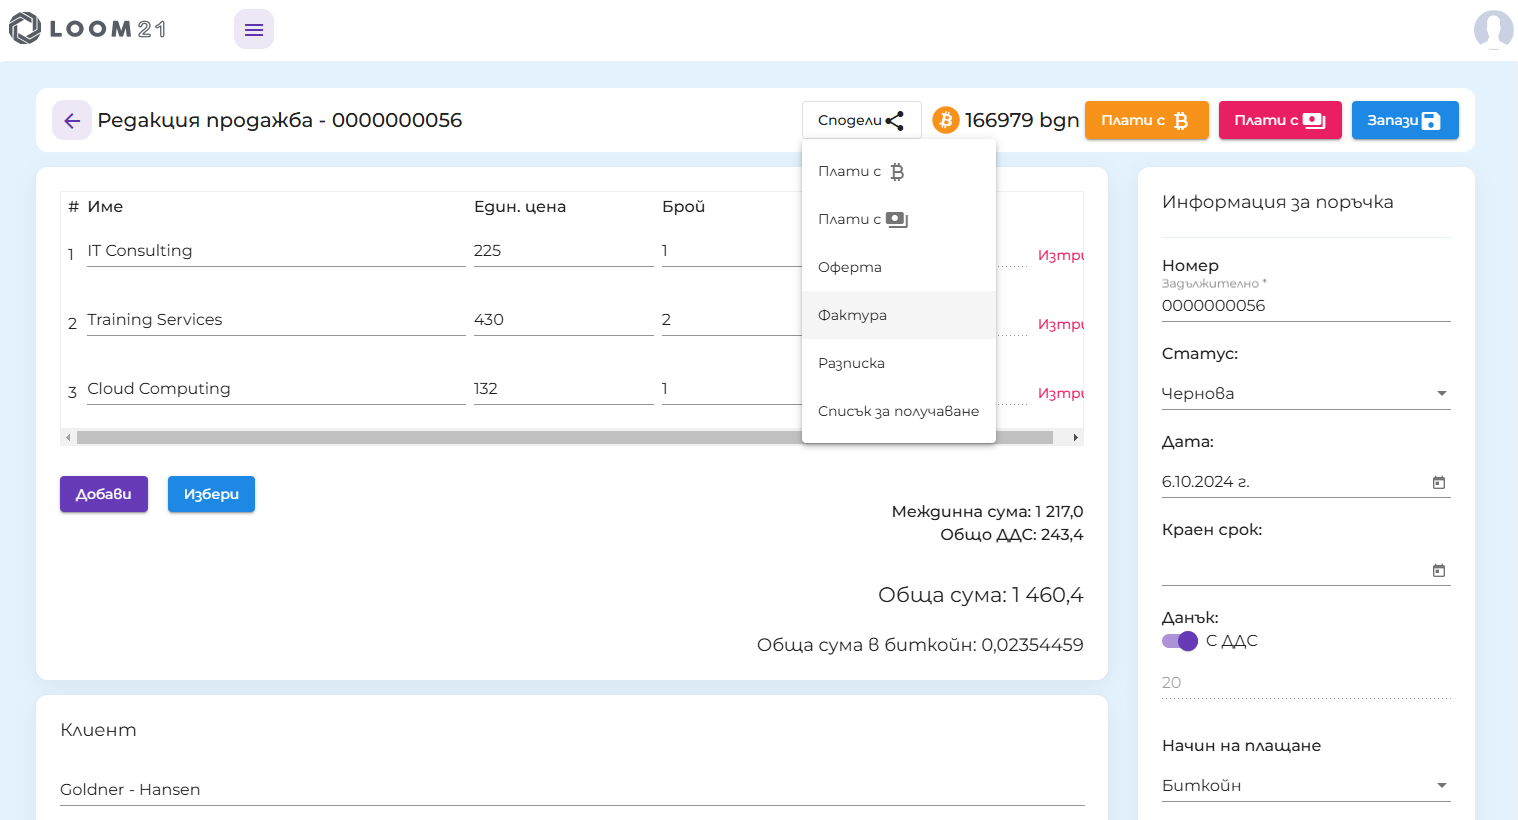 LOOM21
Редакция продажба - 0000000056
Сподели
166979 bgn
Плати с
Плати с
Запази
Плати с
Плати с
Оферта
Фактура
Разписка
Списък за получаване
# Име Един. цена Брой
1 IT Consulting 225 1 Изтри
2 Training Services 430 2 Изтри
3 Cloud Computing 132 1 Изтри
Добави
Избери
Междинна сума: 1 217,0
Общо ДДС: 243,4
Обща сума: 1 460,4
Обща сума в биткойн: 0,02354459
Клиент
Goldner - Hansen
Информация за поръчка
Номер
Задължително *
0000000056
Статус:
Чернова
Дата:
6.10.2024 г.
Краен срок:
Данък:
С ДДС
20
Начин на плащане
Биткойн